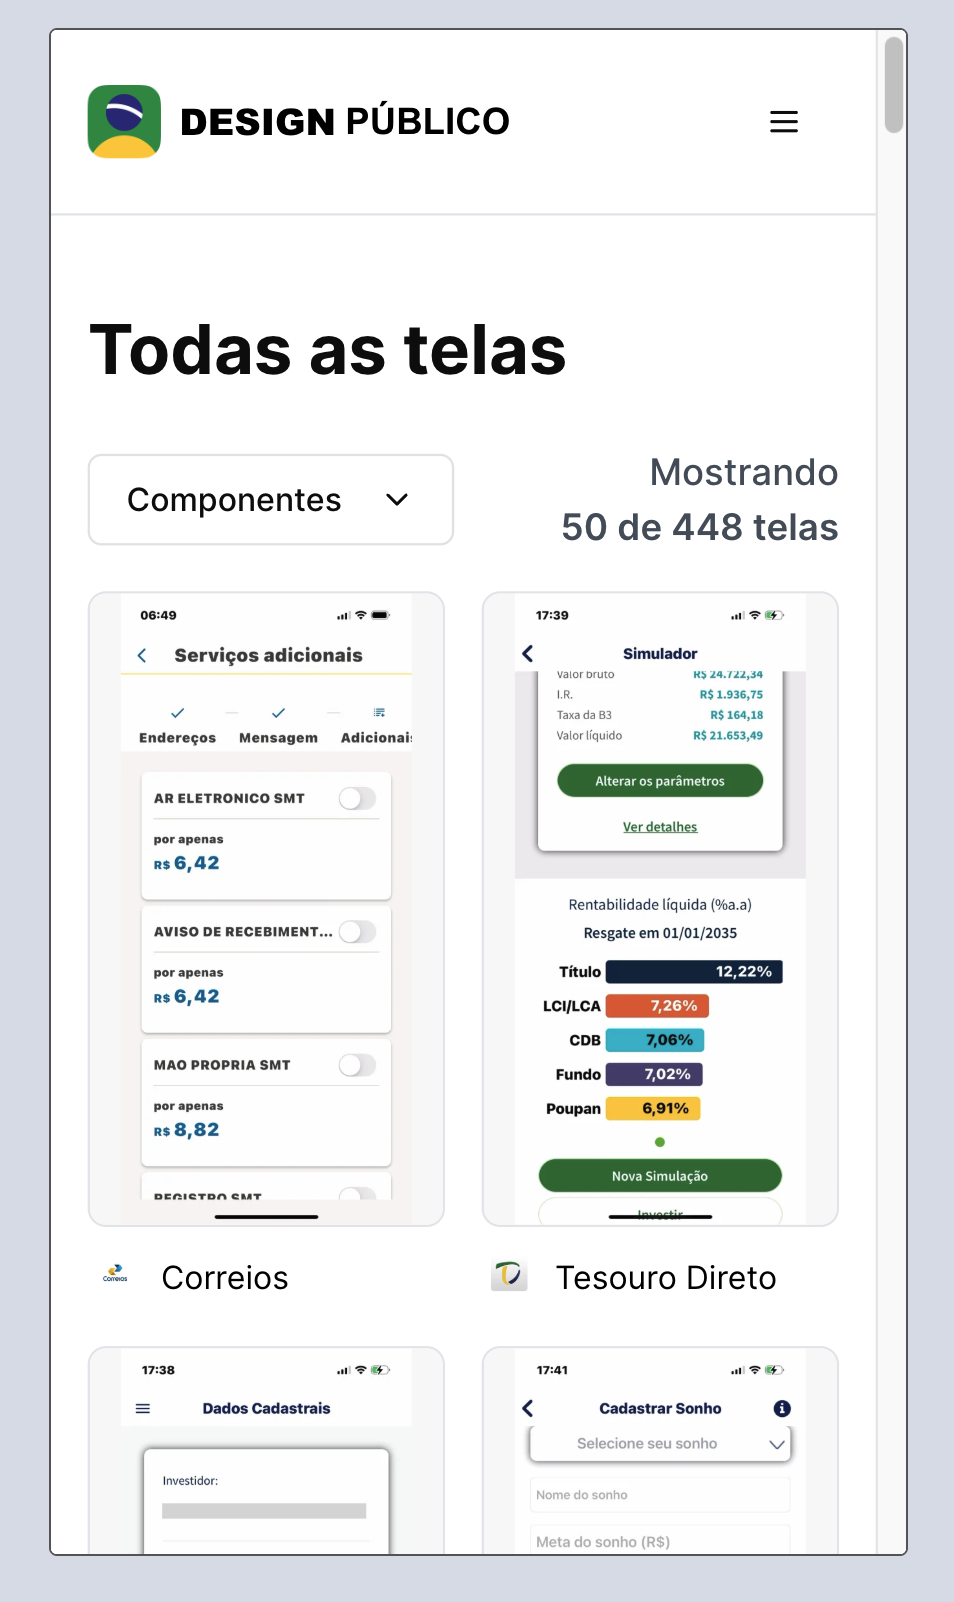 DESIGN PÚBLICO
Todas as telas
Componentes
Mostrando
50 de 448 telas
06:49
Serviços adicionais
Endereços Mensagem Adicionai
AR ELETRONICO SMT
por apenas
R$ 6,42
AVISO DE RECEBIMENT...
por apenas
R$ 6,42
MAO PROPRIA SMT
por apenas
R$ 8,82
REGISTRO SMT
Correios
Correios
17:39
Simulador
Valor bruto R$ 24.722,34
I.R. R$ 1.936,75
Taxa da B3 R$ 164,18
Valor líquido R$ 21.653,49
Alterar os parâmetros
Ver detalhes
Rentabilidade líquida (%a.a)
Resgate em 01/01/2035
Título 12,22%
LCI/LCA 7,26%
CDB 7,06%
Fundo 7,02%
Poupan 6,91%
Nova Simulação
Investir
Tesouro Direto
17:38
Dados Cadastrais
Investidor:
17:41
Cadastrar Sonho
Selecione seu sonho
Nome do sonho
Meta do sonho (R$)